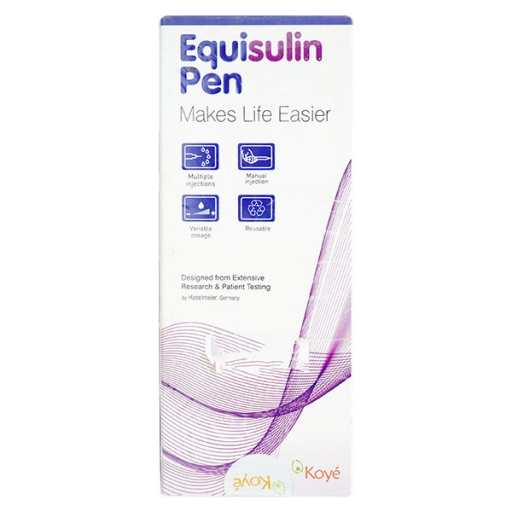 Equisulin
Pen
Makes Life Easier
Multiple
injections
Manual
injection
Variable
dosage
Reusable
Designed from Extensive
Research & Patient Testing
by Haselmeier, Germany
Koyé
Koyé